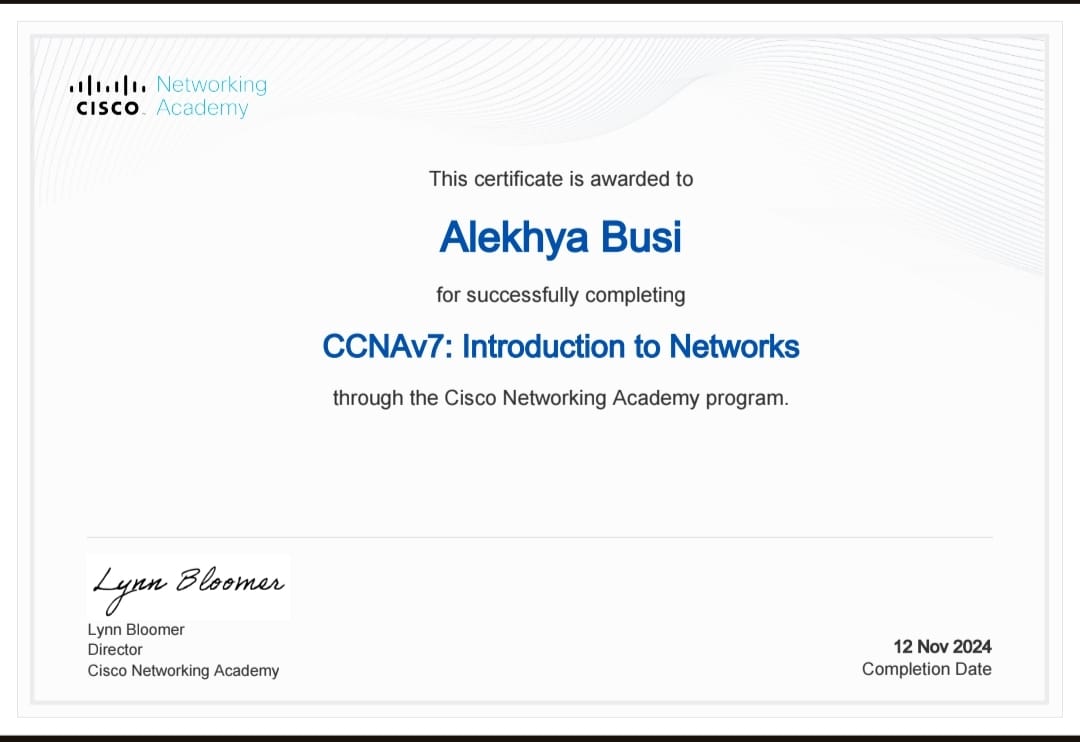 Networking
CISCO Academy
This certificate is awarded to
Alekhya Busi
for successfully completing
CCNAv7: Introduction to Networks
through the Cisco Networking Academy program.
Lynn Bloomer
Lynn Bloomer
Director
Cisco Networking Academy
12 Nov 2024
Completion Date